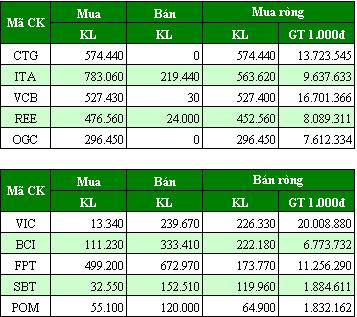 Mã CK Mua Bán Mua ròng
KL KL KL GT 1.000đ
CTG 574.440 0 574.440 13.723.545
ITA 783.060 219.440 563.620 9.637.633
VCB 527.430 30 527.400 16.701.366
REE 476.560 24.000 452.560 8.089.311
OGC 296.450 0 296.450 7.612.334
Mã CK Mua Bán Bán ròng
KL KL KL GT 1.000đ
VIC 13.340 239.670 226.330 20.008.880
BCI 111.230 333.410 222.180 6.773.732
FPT 499.200 672.970 173.770 11.256.290
SBT 32.550 152.510 119.960 1.884.611
POM 55.100 120.000 64.900 1.832.162